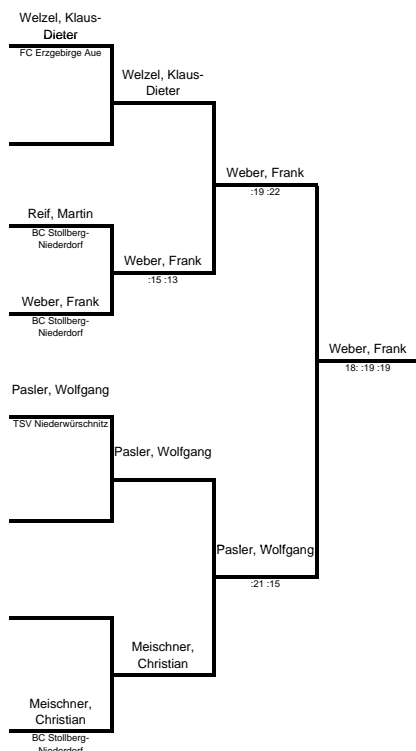 Welzel, Klaus-
Dieter
FC Erzgebirge Aue
Welzel, Klaus-
Dieter
Weber, Frank
:19 :22
Reif, Martin
BC Stollberg-
Niederdorf
Weber, Frank
:15 :13
Weber, Frank
BC Stollberg-
Niederdorf
Weber, Frank
18: :19 :19
Pasler, Wolfgang
TSV Niederwürschnitz
Pasler, Wolfgang
Pasler, Wolfgang
:21 :15
Meischner,
Christian
Meischner,
Christian
BC Stollberg-
Niederdorf